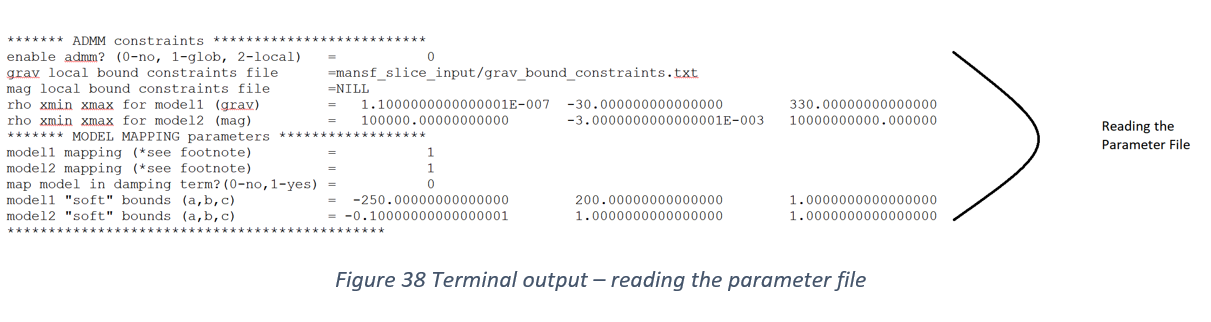 ******* ADMM constraints ***************************
enable admm? (0-no, 1-glob, 2-local)   =           0
grav local bound constraints file      =mansf_slice_input/grav_bound_constraints.txt
mag local bound constraints file       =NILL
rho xmin xmax for model1 (grav)        =   1.1000000000000001E-007  -30.000000000000000        330.00000000000000
rho xmin xmax for model2 (mag)         =   100000.00000000000       -3.0000000000000001E-003   10000000000.000000
******* MODEL MAPPING parameters *******************
model1 mapping (*see footnote)         =           1
model2 mapping (*see footnote)         =           1
map model in damping term?(0-no,1-yes) =           0
model1 "soft" bounds (a,b,c)           =  -250.00000000000000        200.00000000000000        1.0000000000000000
model2 "soft" bounds (a,b,c)           = -0.10000000000000001        1.0000000000000000        1.0000000000000000
************************************************
Reading the
Parameter File
Figure 38 Terminal output – reading the parameter file